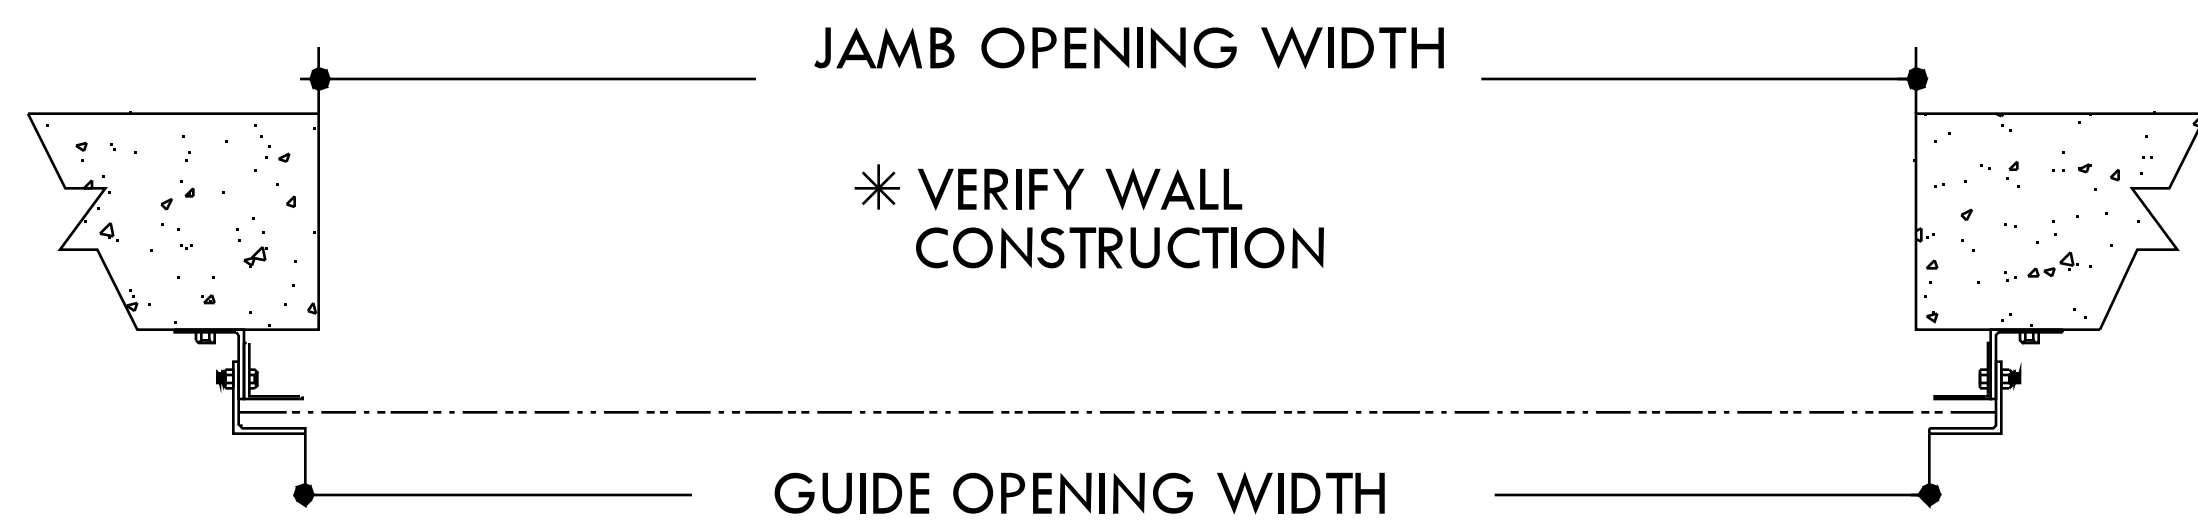 JAMB OPENING WIDTH
✳ VERIFY WALL
CONSTRUCTION
GUIDE OPENING WIDTH